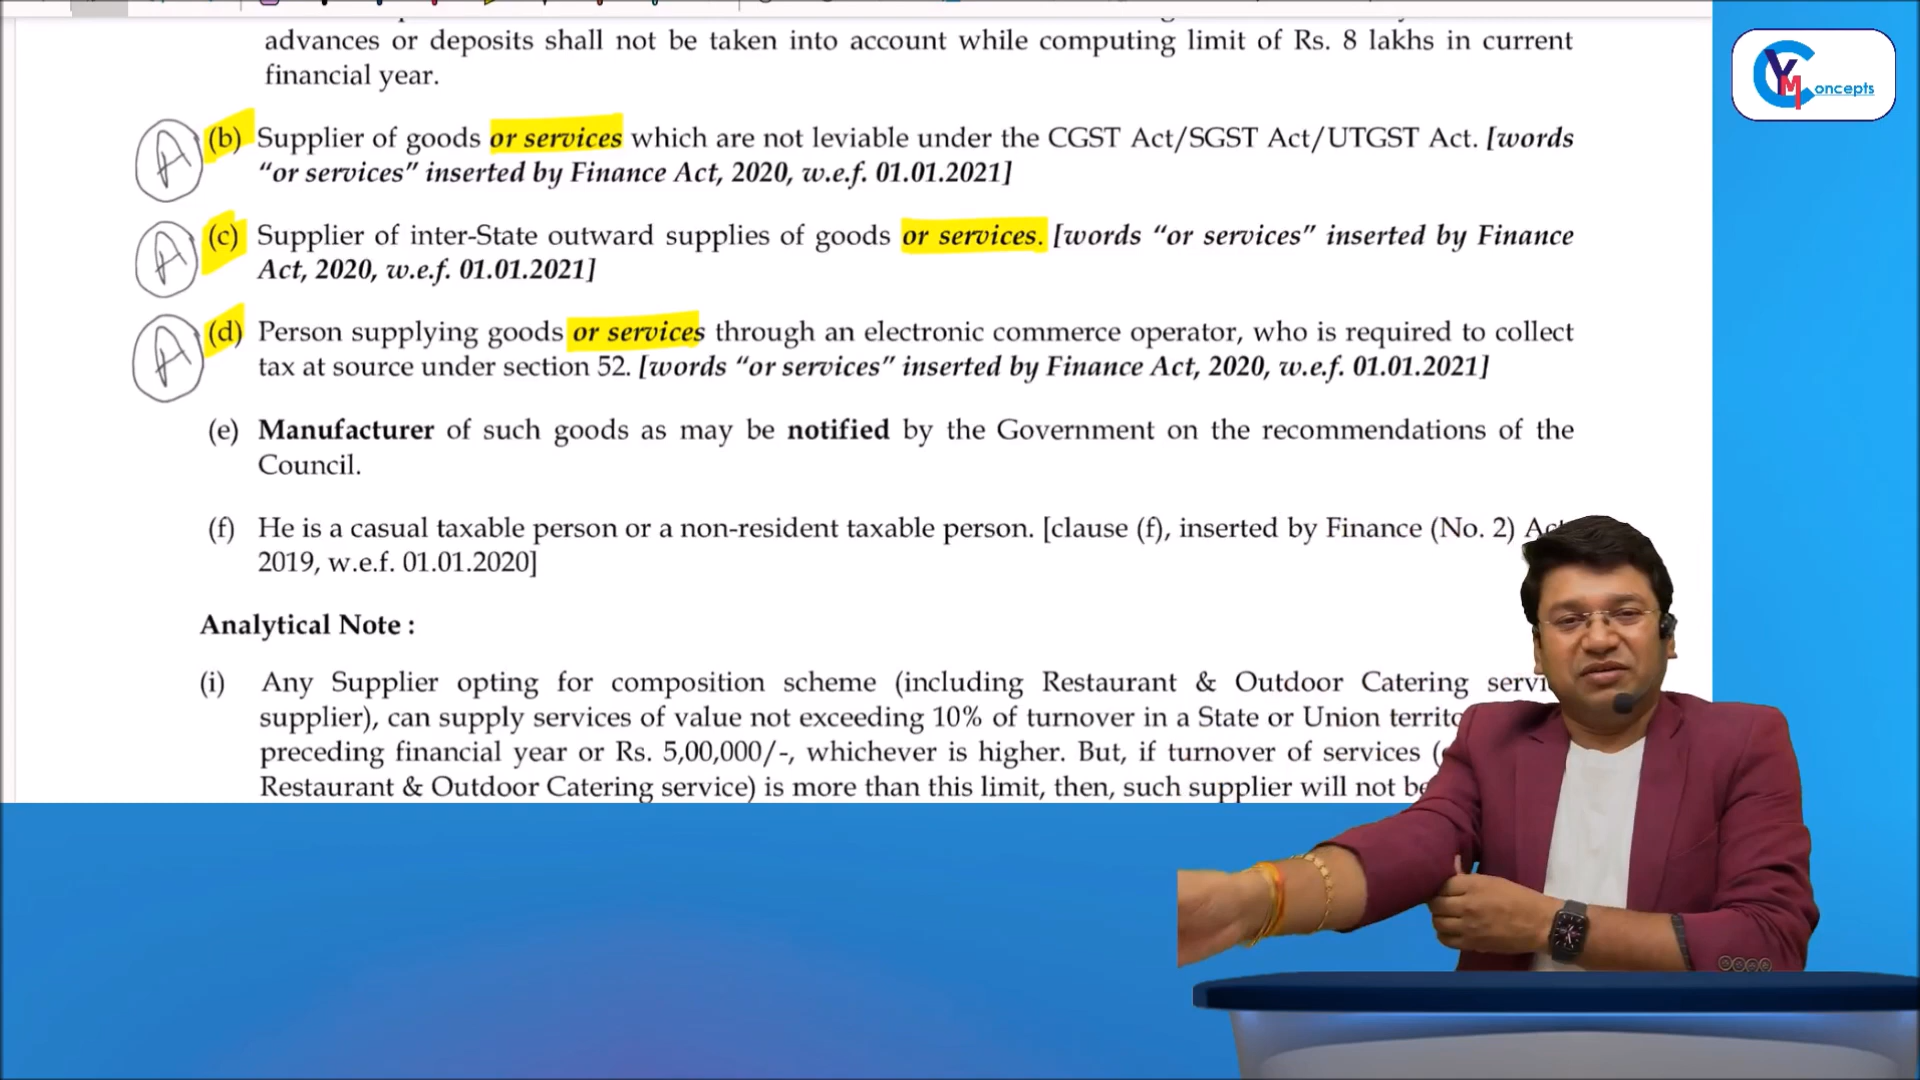 advances or deposits shall not be taken into account while computing limit of Rs. 8 lakhs in current
financial year.
A (b) Supplier of goods or services which are not leviable under the CGST Act/SGST Act/UTGST Act. [words
“or services” inserted by Finance Act, 2020, w.e.f. 01.01.2021]
A (c) Supplier of inter-State outward supplies of goods or services. [words “or services” inserted by Finance
Act, 2020, w.e.f. 01.01.2021]
A (d) Person supplying goods or services through an electronic commerce operator, who is required to collect
tax at source under section 52. [words “or services” inserted by Finance Act, 2020, w.e.f. 01.01.2021]
(e) Manufacturer of such goods as may be notified by the Government on the recommendations of the
Council.
(f) He is a casual taxable person or a non-resident taxable person. [clause (f), inserted by Finance (No. 2)
2019, w.e.f. 01.01.2020]
Analytical Note :
(i) Any Supplier opting for composition scheme (including Restaurant & Outdoor Catering
supplier), can supply services of value not exceeding 10% of turnover in a State or Union
preceding financial year or Rs. 5,00,000/-, whichever is higher. But, if turnover of services
Restaurant & Outdoor Catering service) is more than this limit, then, such supplier will not
YM Concepts